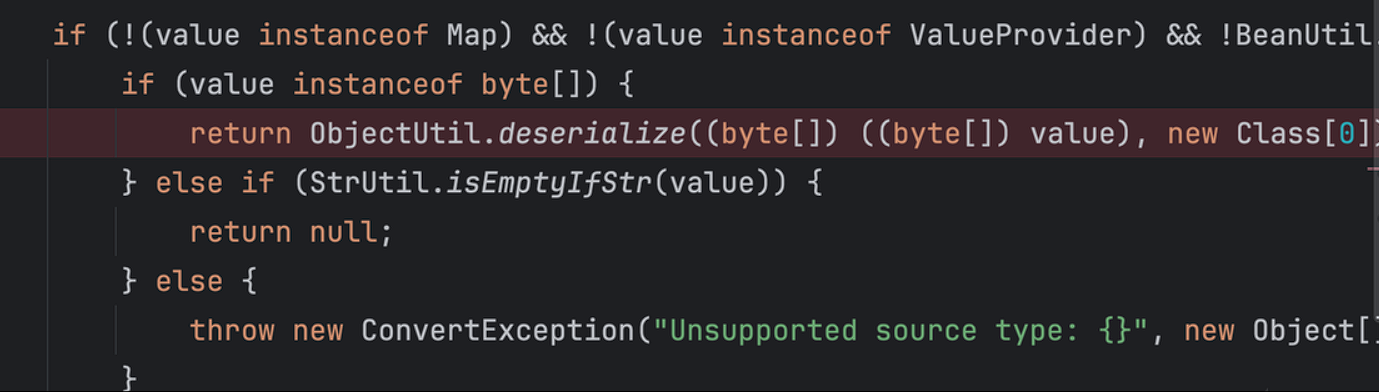 if (!(value instanceof Map) && !(value instanceof ValueProvider) && !BeanUtil.
if (value instanceof byte[]) {
return ObjectUtil.deserialize((byte[]) ((byte[]) value), new Class[0])
} else if (StrUtil.isEmptyIfStr(value)) {
return null;
} else {
throw new ConvertException("Unsupported source type: {}", new Object[]
}